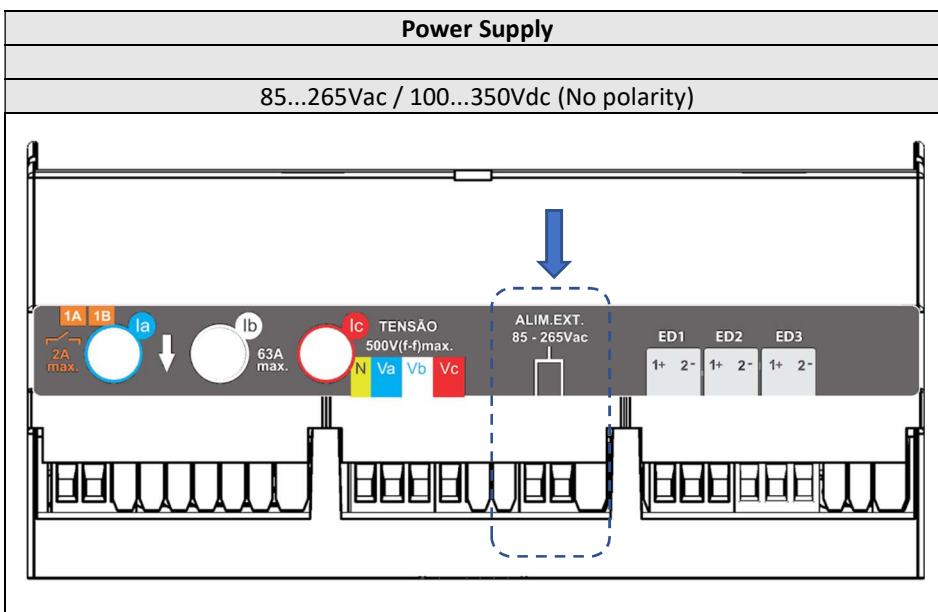 Power Supply
85...265Vac / 100...350Vdc (No polarity)
1A 1B
2A
max.
Ia
Ib
63A
max.
Ic
TENSÃO
500V(f-f)max.
N Va Vb Vc
ALIM.EXT.
85 - 265Vac
ED1 ED2 ED3
1+ 2- 1+ 2- 1+ 2-